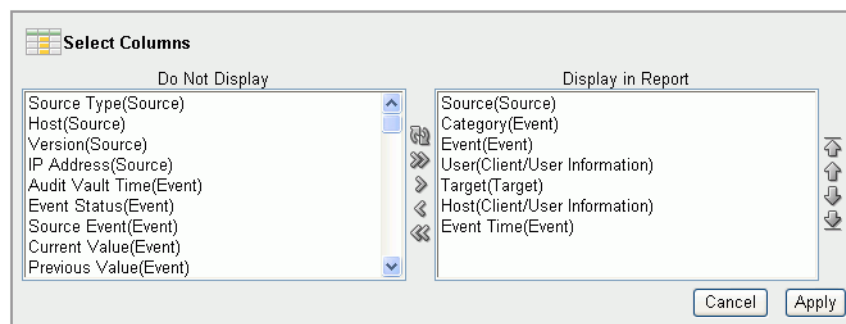 Select Columns
Do Not Display
Source Type(Source)
Host(Source)
Version(Source)
IP Address(Source)
Audit Vault Time(Event)
Event Status(Event)
Source Event(Event)
Current Value(Event)
Previous Value(Event)
Display in Report
Source(Source)
Category(Event)
Event(Event)
User(Client/User Information)
Target(Target)
Host(Client/User Information)
Event Time(Event)
Cancel
Apply